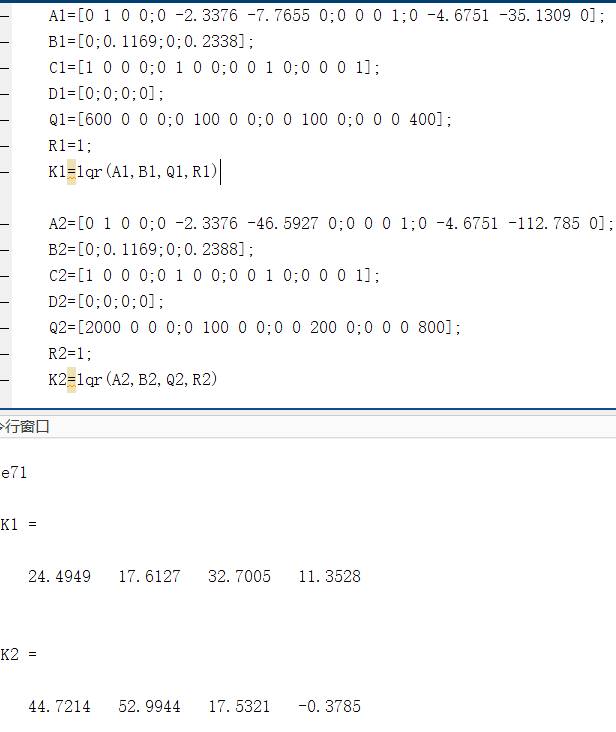 A1=[0 1 0 0;0 -2.3376 -7.7655 0;0 0 0 1;0 -4.6751 -35.1309 0];
B1=[0;0.1169;0;0.2338];
C1=[1 0 0 0;0 1 0 0;0 0 1 0;0 0 0 1];
D1=[0;0;0;0];
Q1=[600 0 0 0;0 100 0 0;0 0 100 0;0 0 0 400];
R1=1;
K1=lqr(A1,B1,Q1,R1)
A2=[0 1 0 0;0 -2.3376 -46.5927 0;0 0 0 1;0 -4.6751 -112.785 0];
B2=[0;0.1169;0;0.2388];
C2=[1 0 0 0;0 1 0 0;0 0 1 0;0 0 0 1];
D2=[0;0;0;0];
Q2=[2000 0 0 0;0 100 0 0;0 0 200 0;0 0 0 800];
R2=1;
K2=lqr(A2,B2,Q2,R2)
行窗口
e71
K1 =
24.4949 17.6127 32.7005 11.3528
K2 =
44.7214 52.9944 17.5321 -0.3785